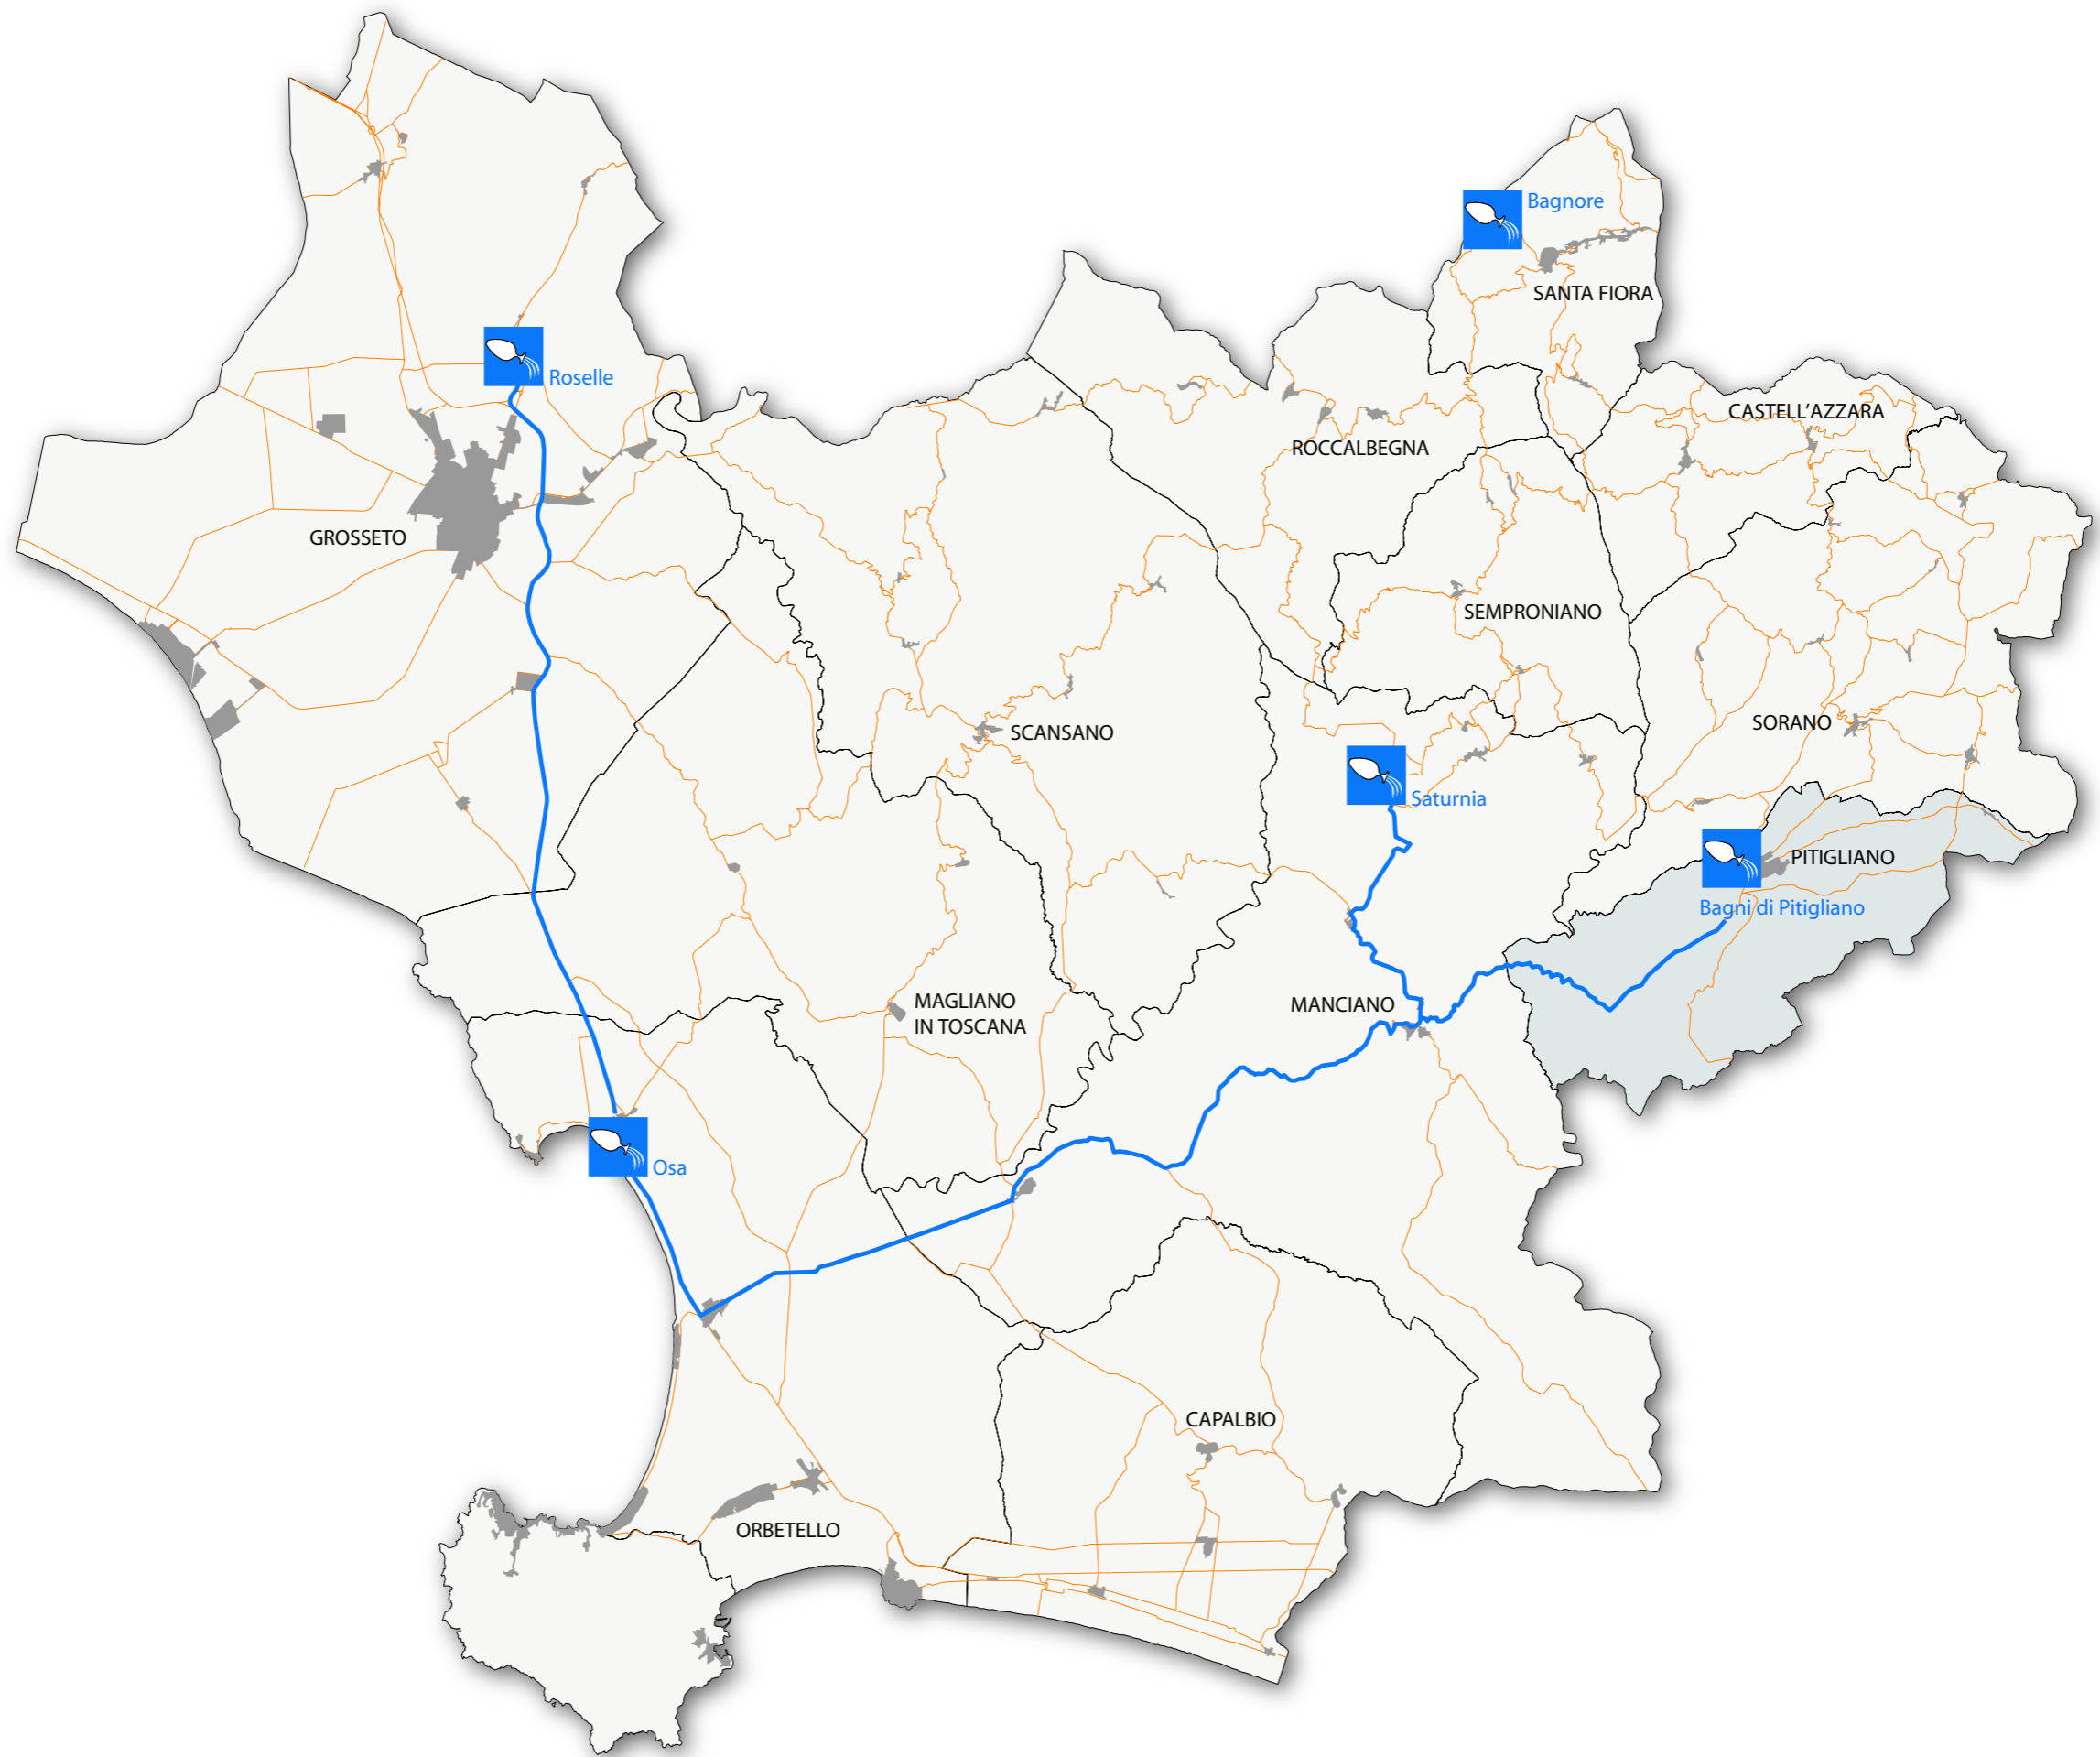 Bagnore
SANTA FIORA
Roselle
CASTELL'AZZARA
ROCCALBEGNA
GROSSETO
SEMPRONIANO
SORANO
SCANSANO
Saturnia
PITIGLIANO
Bagni di Pitigliano
MAGLIANO
IN TOSCANA
MANCIANO
Osa
CAPALBIO
ORBETELLO